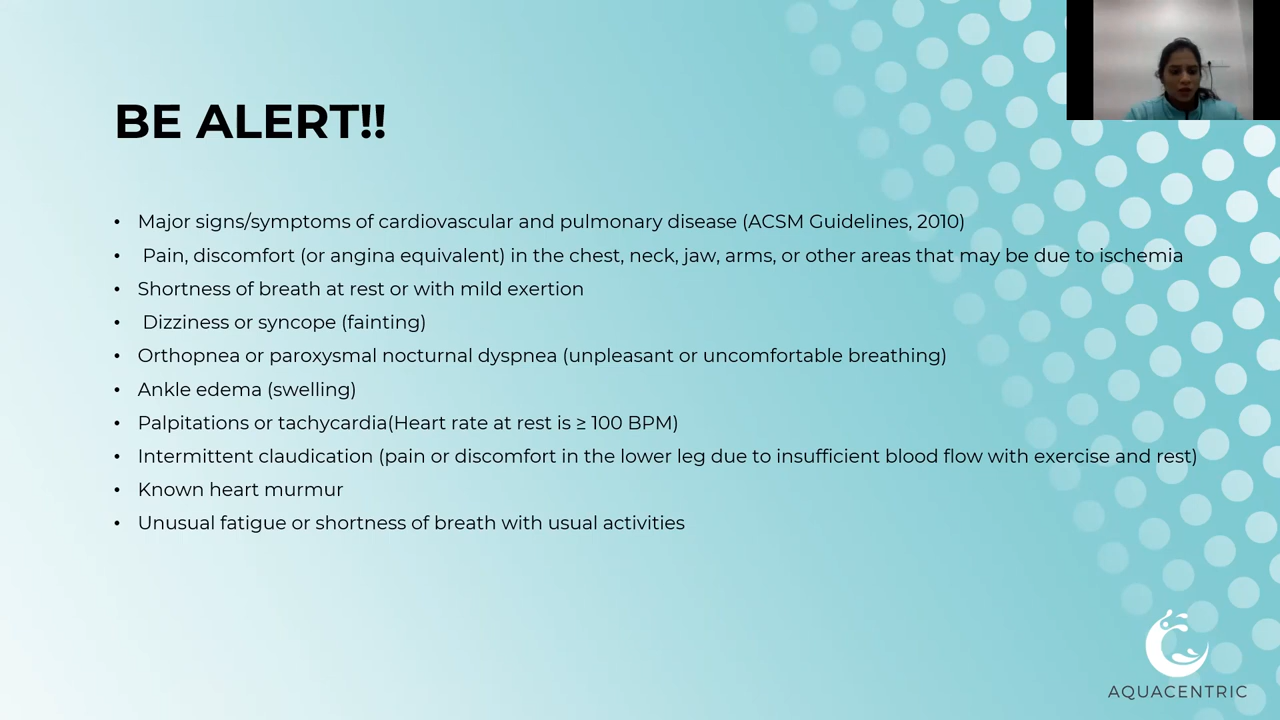 BE ALERT!!
• Major signs/symptoms of cardiovascular and pulmonary disease (ACSM Guidelines, 2010)
• Pain, discomfort (or angina equivalent) in the chest, neck, jaw, arms, or other areas that may be due to ischemia
• Shortness of breath at rest or with mild exertion
• Dizziness or syncope (fainting)
• Orthopnea or paroxysmal nocturnal dyspnea (unpleasant or uncomfortable breathing)
• Ankle edema (swelling)
• Palpitations or tachycardia(Heart rate at rest is ≥ 100 BPM)
• Intermittent claudication (pain or discomfort in the lower leg due to insufficient blood flow with exercise and rest)
• Known heart murmur
• Unusual fatigue or shortness of breath with usual activities
AQUACENTRIC